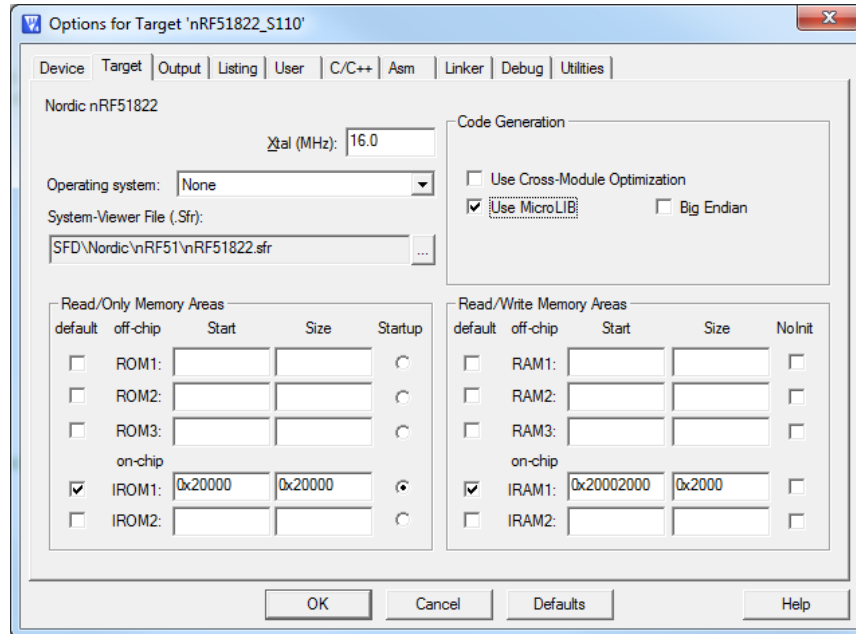 Options for Target 'nRF51822_S110'
Device Target Output Listing User C/C++ Asm Linker Debug Utilities
Nordic nRF51822
Xtal (MHz): 16.0
Operating system: None
System-Viewer File (.Sfr):
SFD\Nordic\nRF51\nRF51822.sfr ...
Code Generation
Use Cross-Module Optimization
Use MicroLIB Big Endian
Read/Only Memory Areas
default off-chip Start Size Startup
ROM1:
ROM2:
ROM3:
on-chip
IROM1: 0x20000 0x20000
IROM2:
Read/Write Memory Areas
default off-chip Start Size NoInit
RAM1:
RAM2:
RAM3:
on-chip
IRAM1: 0x20002000 0x2000
IRAM2:
OK Cancel Defaults Help